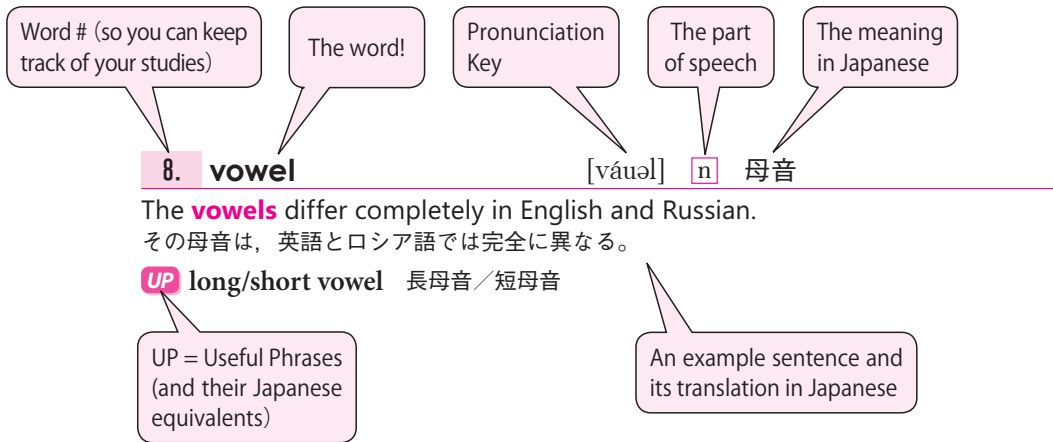 Word # (so you can keep
track of your studies)
The word!
Pronunciation
Key
The part
of speech
The meaning
in Japanese
8. vowel [váuəl] n 母音
The vowels differ completely in English and Russian.
その母音は，英語とロシア語では完全に異なる。
UP long/short vowel 長母音／短母音
UP = Useful Phrases
(and their Japanese
equivalents)
An example sentence and
its translation in Japanese